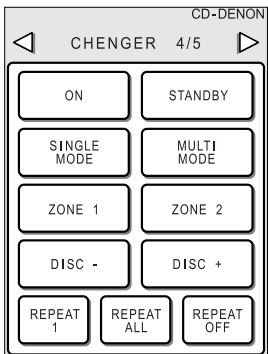 CD-DENON
CHENGER 4/5
ON
STANDBY
SINGLE
MODE
MULTI
MODE
ZONE 1
ZONE 2
DISC -
DISC +
REPEAT
1
REPEAT
ALL
REPEAT
OFF